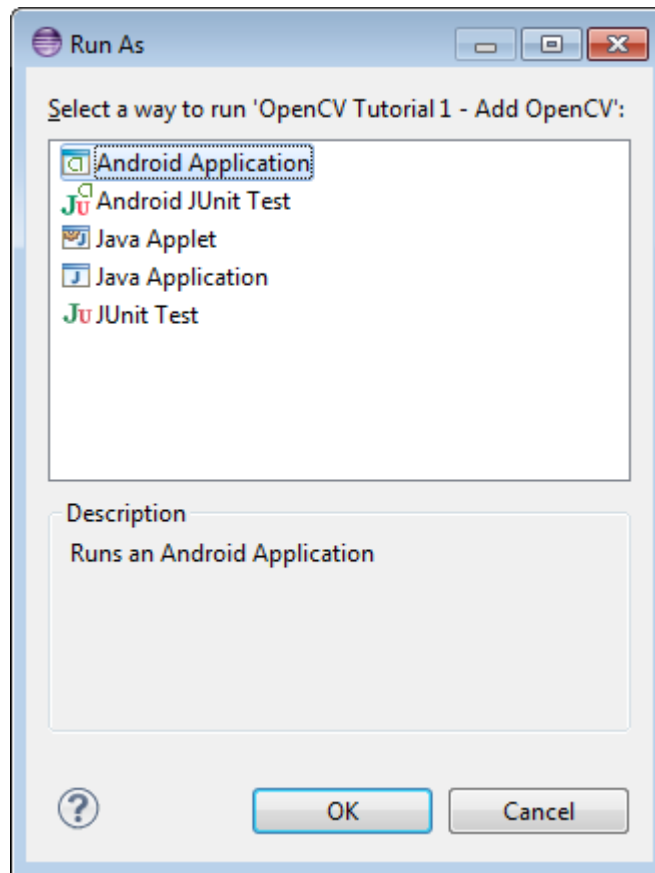 Run As
Select a way to run 'OpenCV Tutorial 1 - Add OpenCV':
Android Application
Android JUnit Test
Java Applet
Java Application
JUnit Test
Description
Runs an Android Application
OK
Cancel